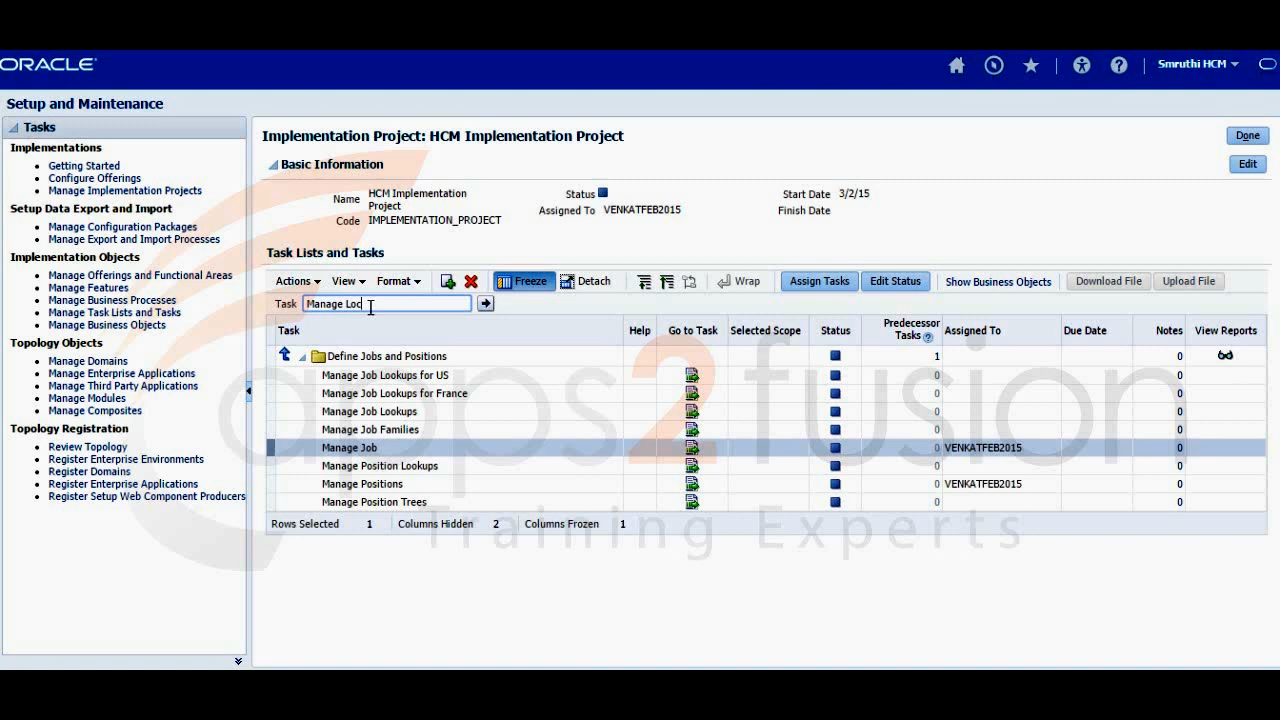 ORACLE
Smruthi HCM
Setup and Maintenance
Tasks
Implementations
Getting Started
Configure Offerings
Manage Implementation Projects
Setup Data Export and Import
Manage Configuration Packages
Manage Export and Import Processes
Implementation Objects
Manage Offerings and Functional Areas
Manage Features
Manage Business Processes
Manage Task Lists and Tasks
Manage Business Objects
Topology Objects
Manage Domains
Manage Enterprise Applications
Manage Third Party Applications
Manage Modules
Manage Composites
Topology Registration
Review Topology
Register Enterprise Environments
Register Domains
Register Enterprise Applications
Register Setup Web Component Producers
Implementation Project: HCM Implementation Project
Done
Basic Information
Edit
Name HCM Implementation Project
Code IMPLEMENTATION_PROJECT
Status
Assigned To VENKATFEB2015
Start Date 3/2/15
Finish Date
Task Lists and Tasks
Actions View Format Freeze Detach Wrap Assign Tasks Edit Status Show Business Objects Download File Upload File
Task Manage Loc
Task Help Go to Task Selected Scope Status Predecessor Tasks Assigned To Due Date Notes View Reports
Define Jobs and Positions 1 0
Manage Job Lookups for US 0 0
Manage Job Lookups for France 0 0
Manage Job Lookups 0 0
Manage Job Families 0 0
Manage Job 0 VENKATFEB2015 0
Manage Position Lookups 0 0
Manage Positions 0 VENKATFEB2015 0
Manage Position Trees 0 0
Rows Selected 1 Columns Hidden 2 Columns Frozen 1
apps2fusion
Training Experts